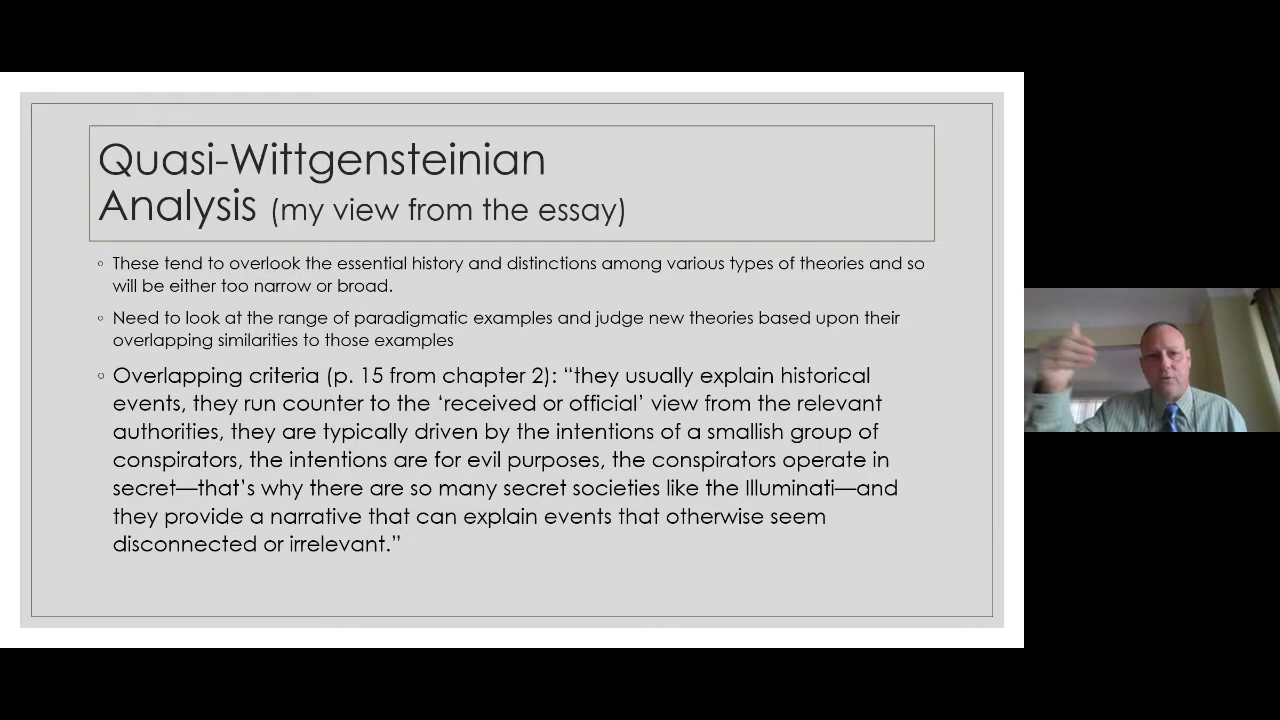 Quasi-Wittgensteinian
Analysis (my view from the essay)
◦ These tend to overlook the essential history and distinctions among various types of theories and so
will be either too narrow or broad.
◦ Need to look at the range of paradigmatic examples and judge new theories based upon their
overlapping similarities to those examples
◦ Overlapping criteria (p. 15 from chapter 2): “they usually explain historical
events, they run counter to the ‘received or official’ view from the relevant
authorities, they are typically driven by the intentions of a smallish group of
conspirators, the intentions are for evil purposes, the conspirators operate in
secret—that’s why there are so many secret societies like the Illuminati—and
they provide a narrative that can explain events that otherwise seem
disconnected or irrelevant.”